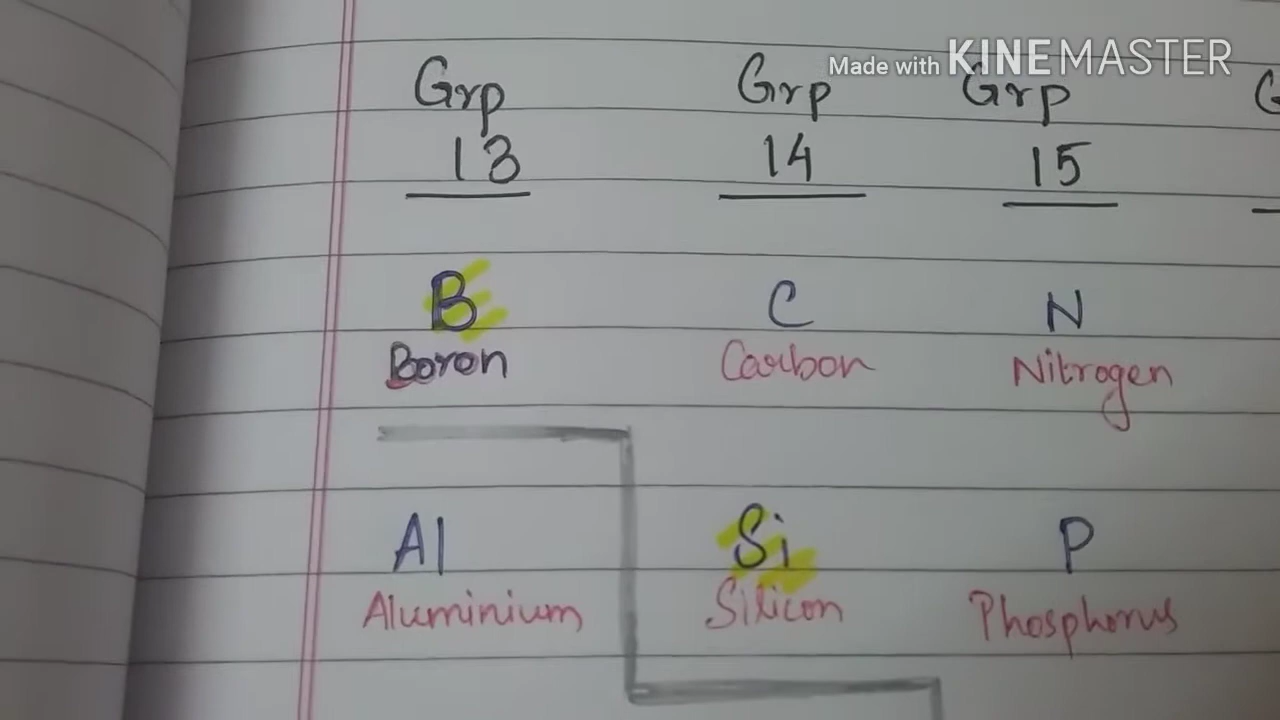 Made with KINEMASTER
Grp Grp Grp G
13 14 15
B C N
Boron Carbon Nitrogen
Al Si P
Aluminium Silicon Phosphorus